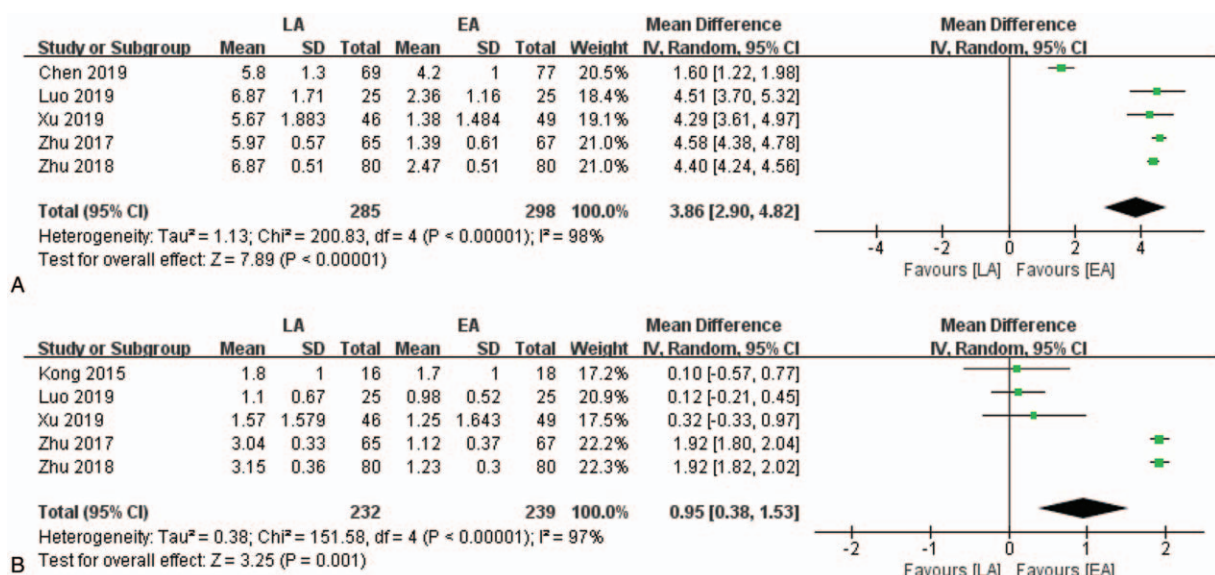 LA EA Mean Difference Mean Difference
Study or Subgroup Mean SD Total Mean SD Total Weight IV, Random, 95% CI IV, Random, 95% CI
Chen 2019 5.8 1.3 69 4.2 1 77 20.5% 1.60 [1.22, 1.98]
Luo 2019 6.87 1.71 25 2.36 1.16 25 18.4% 4.51 [3.70, 5.32]
Xu 2019 5.67 1.883 46 1.38 1.484 49 19.1% 4.29 [3.61, 4.97]
Zhu 2017 5.97 0.57 65 1.39 0.61 67 21.0% 4.58 [4.38, 4.78]
Zhu 2018 6.87 0.51 80 2.47 0.51 80 21.0% 4.40 [4.24, 4.56]
Total (95% CI) 285 298 100.0% 3.86 [2.90, 4.82]
Heterogeneity: Tau² = 1.13; Chi² = 200.83, df = 4 (P < 0.00001); I² = 98%
-4 -2 0 2 4
Test for overall effect: Z = 7.89 (P < 0.00001)
Favours [LA] Favours [EA]
A
LA EA Mean Difference Mean Difference
Study or Subgroup Mean SD Total Mean SD Total Weight IV, Random, 95% CI IV, Random, 95% CI
Kong 2015 1.8 1 16 1.7 1 18 17.2% 0.10 [-0.57, 0.77]
Luo 2019 1.1 0.67 25 0.98 0.52 25 20.9% 0.12 [-0.21, 0.45]
Xu 2019 1.57 1.579 46 1.25 1.643 49 17.5% 0.32 [-0.33, 0.97]
Zhu 2017 3.04 0.33 65 1.12 0.37 67 22.2% 1.92 [1.80, 2.04]
Zhu 2018 3.15 0.36 80 1.23 0.3 80 22.3% 1.92 [1.82, 2.02]
Total (95% CI) 232 239 100.0% 0.95 [0.38, 1.53]
Heterogeneity: Tau² = 0.38; Chi² = 151.58, df = 4 (P < 0.00001); I² = 97%
-2 -1 0 1 2
Test for overall effect: Z = 3.25 (P = 0.001)
Favours [LA] Favours [EA]
B